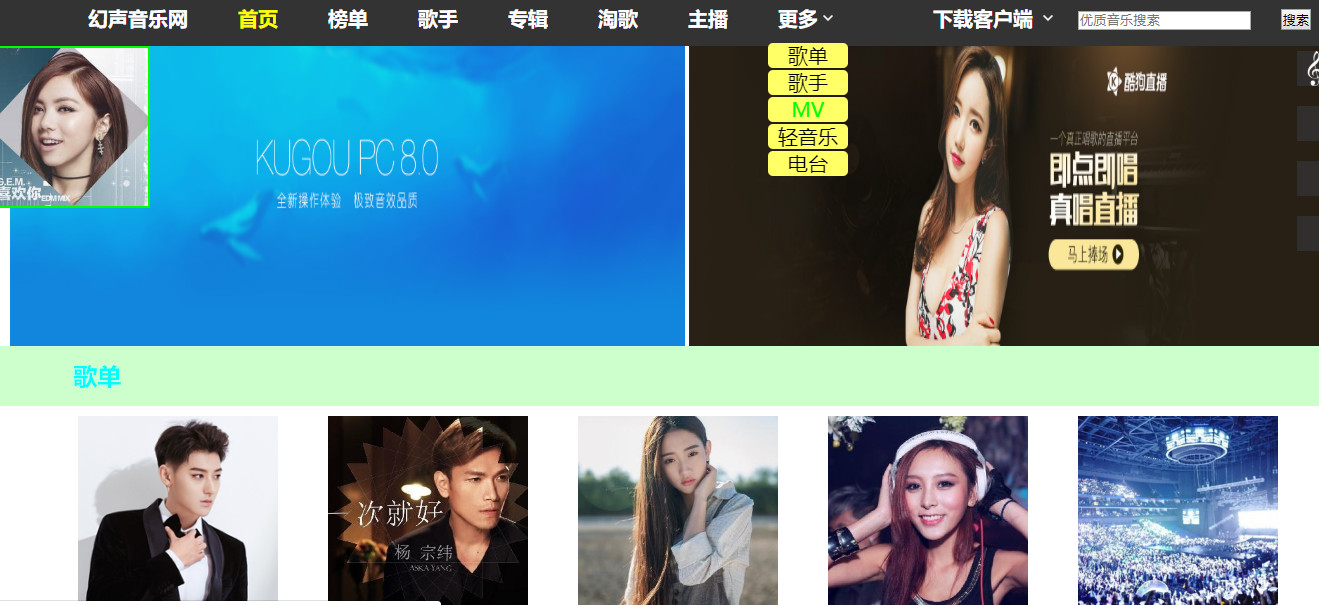 幻声音乐网 首页 榜单 歌手 专辑 淘歌 主播 更多 下载客户端 优质音乐搜索 搜索
歌单
歌手
MV
轻音乐
电台
G.E.M.
喜欢你 EDM MIX
KUGOU PC 8.0
全新操作体验 极致音效品质
酷狗直播
一个真正唱歌的直播平台
即点即唱
真唱直播
马上捧场
歌单
一次就好
杨 宗纬
ASKA YANG